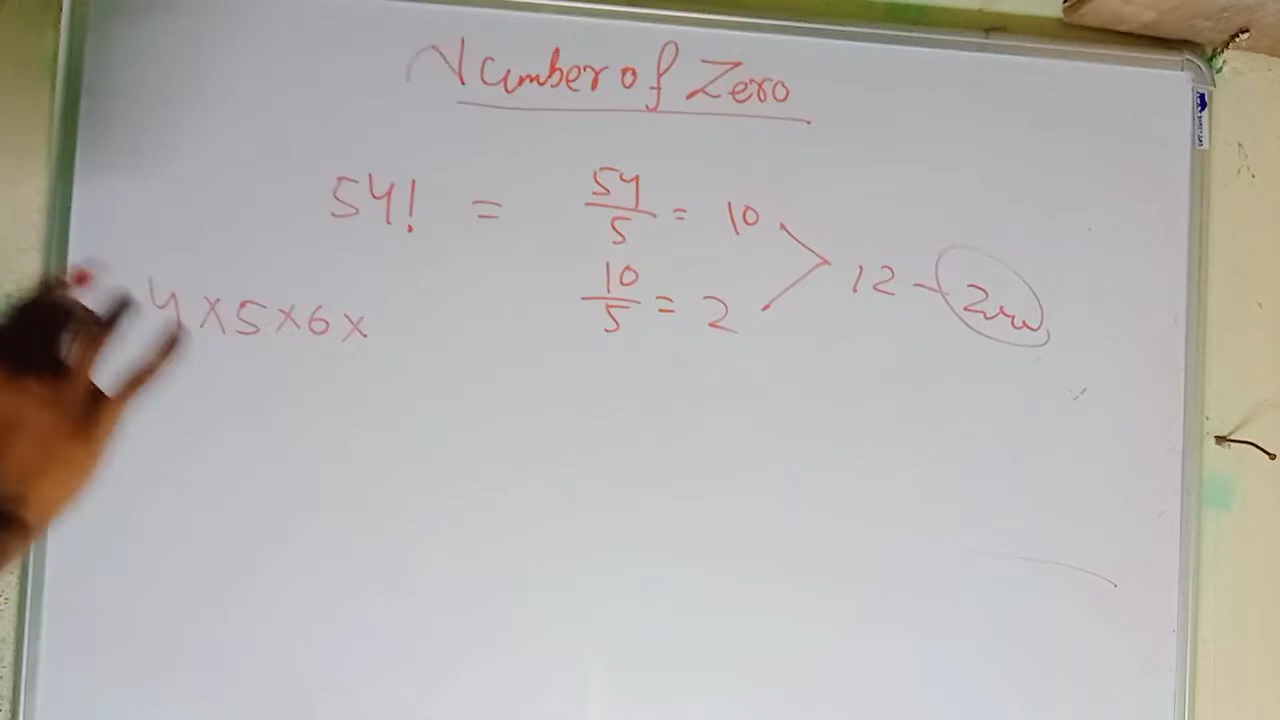 Number of Zero
54! = 54/5 = 10
10/5 = 2
12 - Zero
4 × 5 × 6 ×